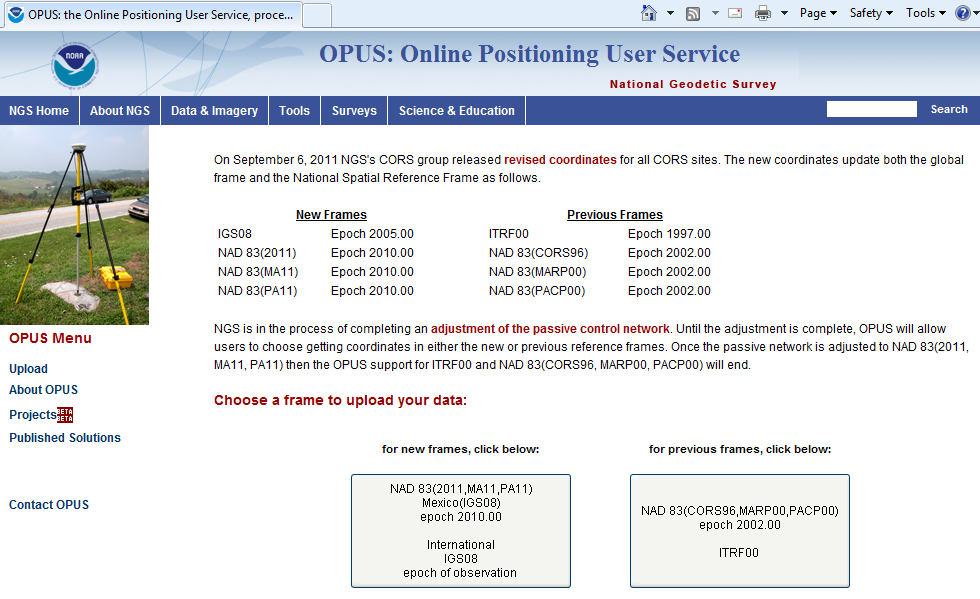 OPUS: the Online Positioning User Service, proce...
Page
Safety
Tools
NOAA
OPUS: Online Positioning User Service
National Geodetic Survey
NGS Home About NGS Data & Imagery Tools Surveys Science & Education Search
On September 6, 2011 NGS's CORS group released revised coordinates for all CORS sites. The new coordinates update both the global
frame and the National Spatial Reference Frame as follows.
New Frames Previous Frames
IGS08 Epoch 2005.00 ITRF00 Epoch 1997.00
NAD 83(2011) Epoch 2010.00 NAD 83(CORS96) Epoch 2002.00
NAD 83(MA11) Epoch 2010.00 NAD 83(MARP00) Epoch 2002.00
NAD 83(PA11) Epoch 2010.00 NAD 83(PACP00) Epoch 2002.00
NGS is in the process of completing an adjustment of the passive control network. Until the adjustment is complete, OPUS will allow
users to choose getting coordinates in either the new or previous reference frames. Once the passive network is adjusted to NAD 83(2011,
MA11, PA11) then the OPUS support for ITRF00 and NAD 83(CORS96, MARP00, PACP00) will end.
OPUS Menu
Upload
About OPUS
Projects BETA
BETA
Published Solutions
Contact OPUS
Choose a frame to upload your data:
for new frames, click below:
NAD 83(2011,MA11,PA11)
Mexico(IGS08)
epoch 2010.00
International
IGS08
epoch of observation
for previous frames, click below:
NAD 83(CORS96,MARP00,PACP00)
epoch 2002.00
ITRF00